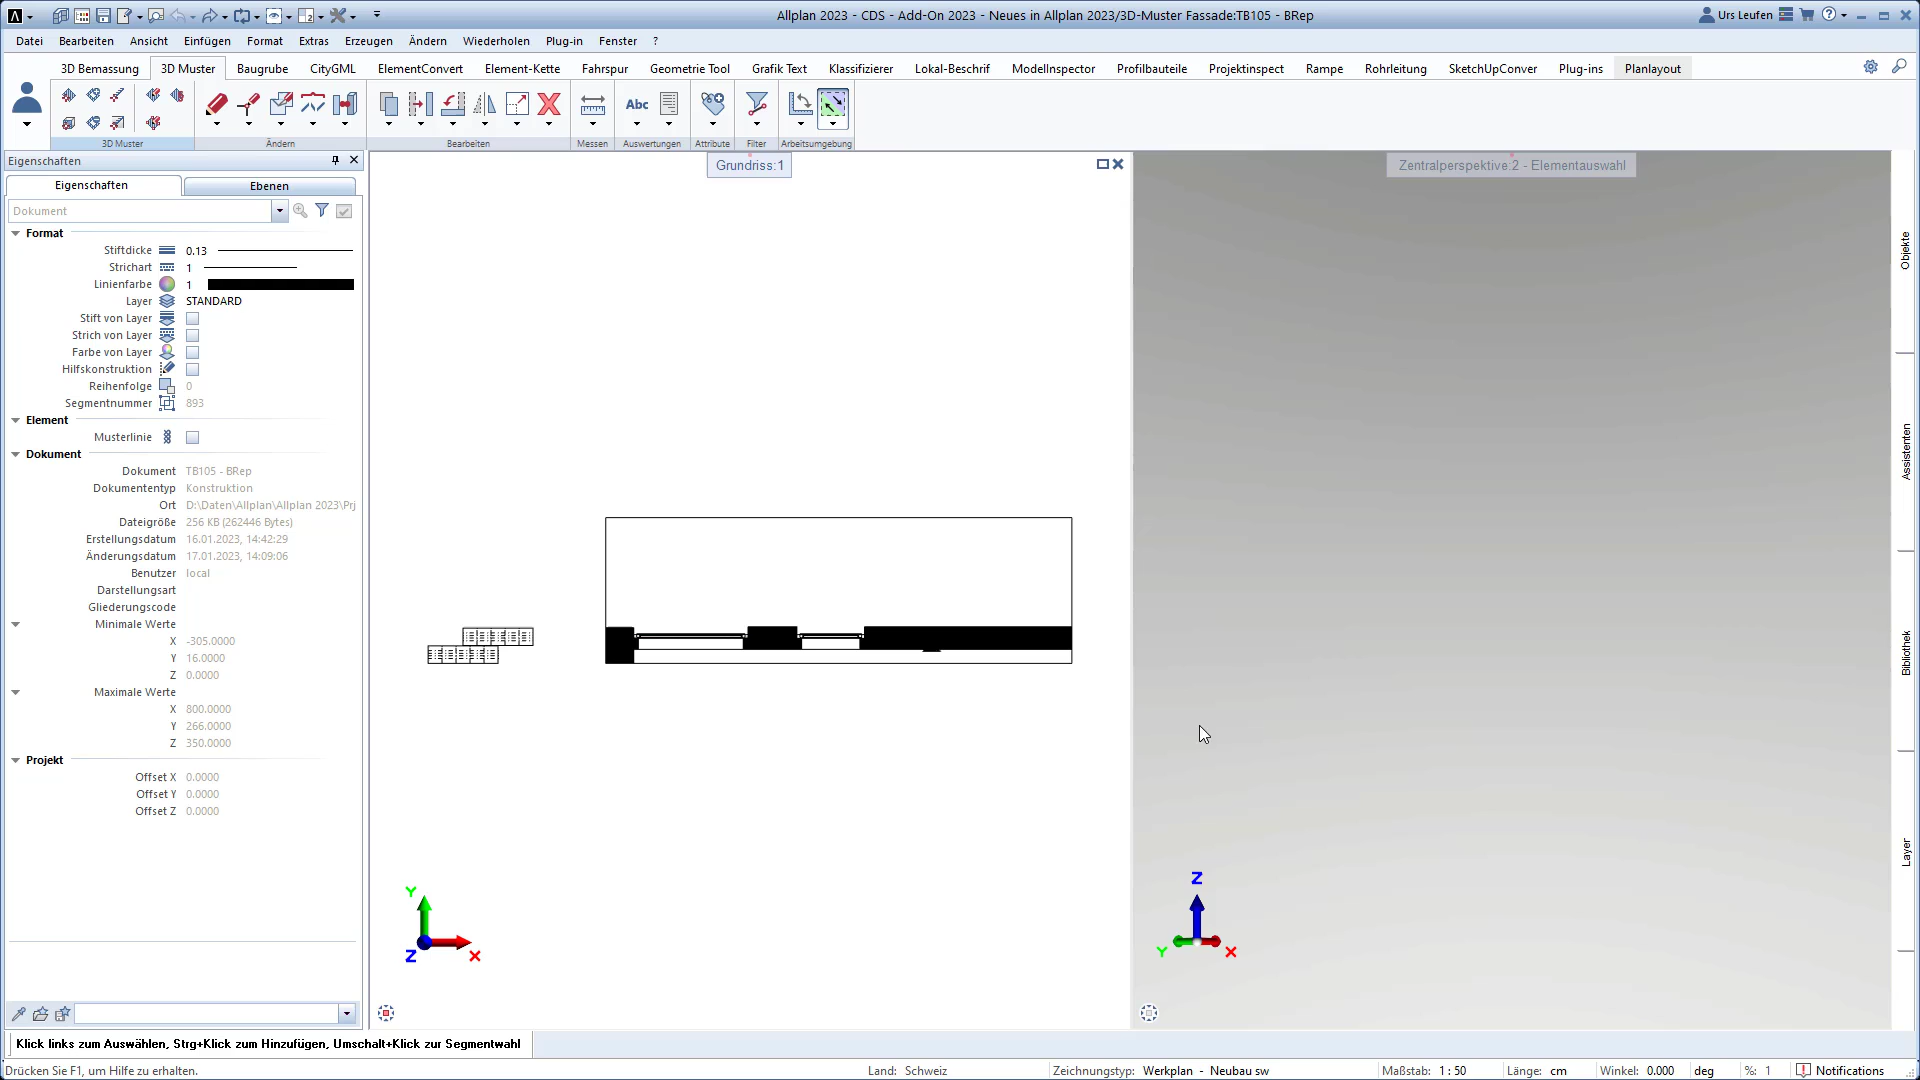 Allplan 2023 - CDS - Add-On 2023 - Neues in Allplan 2023/3D-Muster Fassade:TB105 - BRep
Urs Leufen
Datei Bearbeiten Ansicht Einfügen Format Extras Erzeugen Ändern Wiederholen Plug-in Fenster ?
3D Bemassung 3D Muster Baugrube CityGML ElementConvert Element-Kette Fahrspur Geometrie Tool Grafik Text Klassifizierer Lokal-Beschrif ModelInspector Profilbauteile Projektinspect Rampe Rohrleitung SketchUpConver Plug-ins Planlayout
Abc
3D Muster Ändern Bearbeiten Messen Auswertungen Attribute Filter Arbeitsumgebung
Eigenschaften
Eigenschaften Ebenen
Dokument
Format
Stiftdicke 0.13
Strichart 1
Linienfarbe 1
Layer STANDARD
Stift von Layer
Strich von Layer
Farbe von Layer
Hilfskonstruktion
Reihenfolge 0
Segmentnummer 893
Element
Musterlinie
Dokument
Dokument TB105 - BRep
Dokumententyp Konstruktion
Ort D:\Daten\Allplan\Allplan 2023\Prj
Dateigröße 256 KB (262446 Bytes)
Erstellungsdatum 16.01.2023, 14:42:29
Änderungsdatum 17.01.2023, 14:09:06
Benutzer local
Darstellungsart
Gliederungscode
Minimale Werte
X -305.0000
Y 16.0000
Z 0.0000
Maximale Werte
X 800.0000
Y 266.0000
Z 350.0000
Projekt
Offset X 0.0000
Offset Y 0.0000
Offset Z 0.0000
Grundriss:1
Y
Z X
Zentralperspektive:2 - Elementauswahl
Z
Y X
Objekte
Assistenten
Bibliothek
Layer
Klick links zum Auswählen, Strg+Klick zum Hinzufügen, Umschalt+Klick zur Segmentwahl
Drücken Sie F1, um Hilfe zu erhalten. Land: Schweiz Zeichnungstyp: Werkplan - Neubau sw Maßstab: 1 : 50 Länge: cm Winkel: 0.000 deg %: 1 Notifications